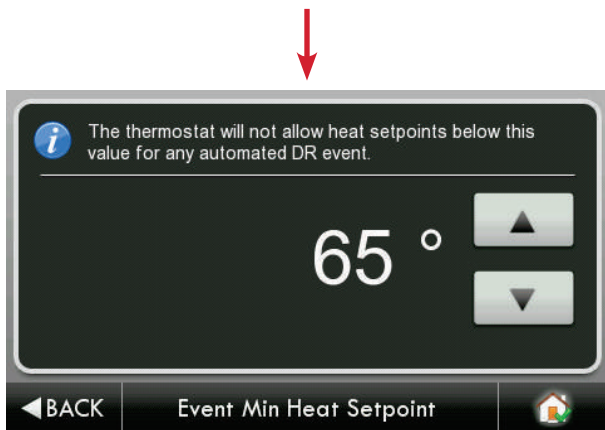 The thermostat will not allow heat setpoints below this
value for any automated DR event.
65 °
BACK
Event Min Heat Setpoint